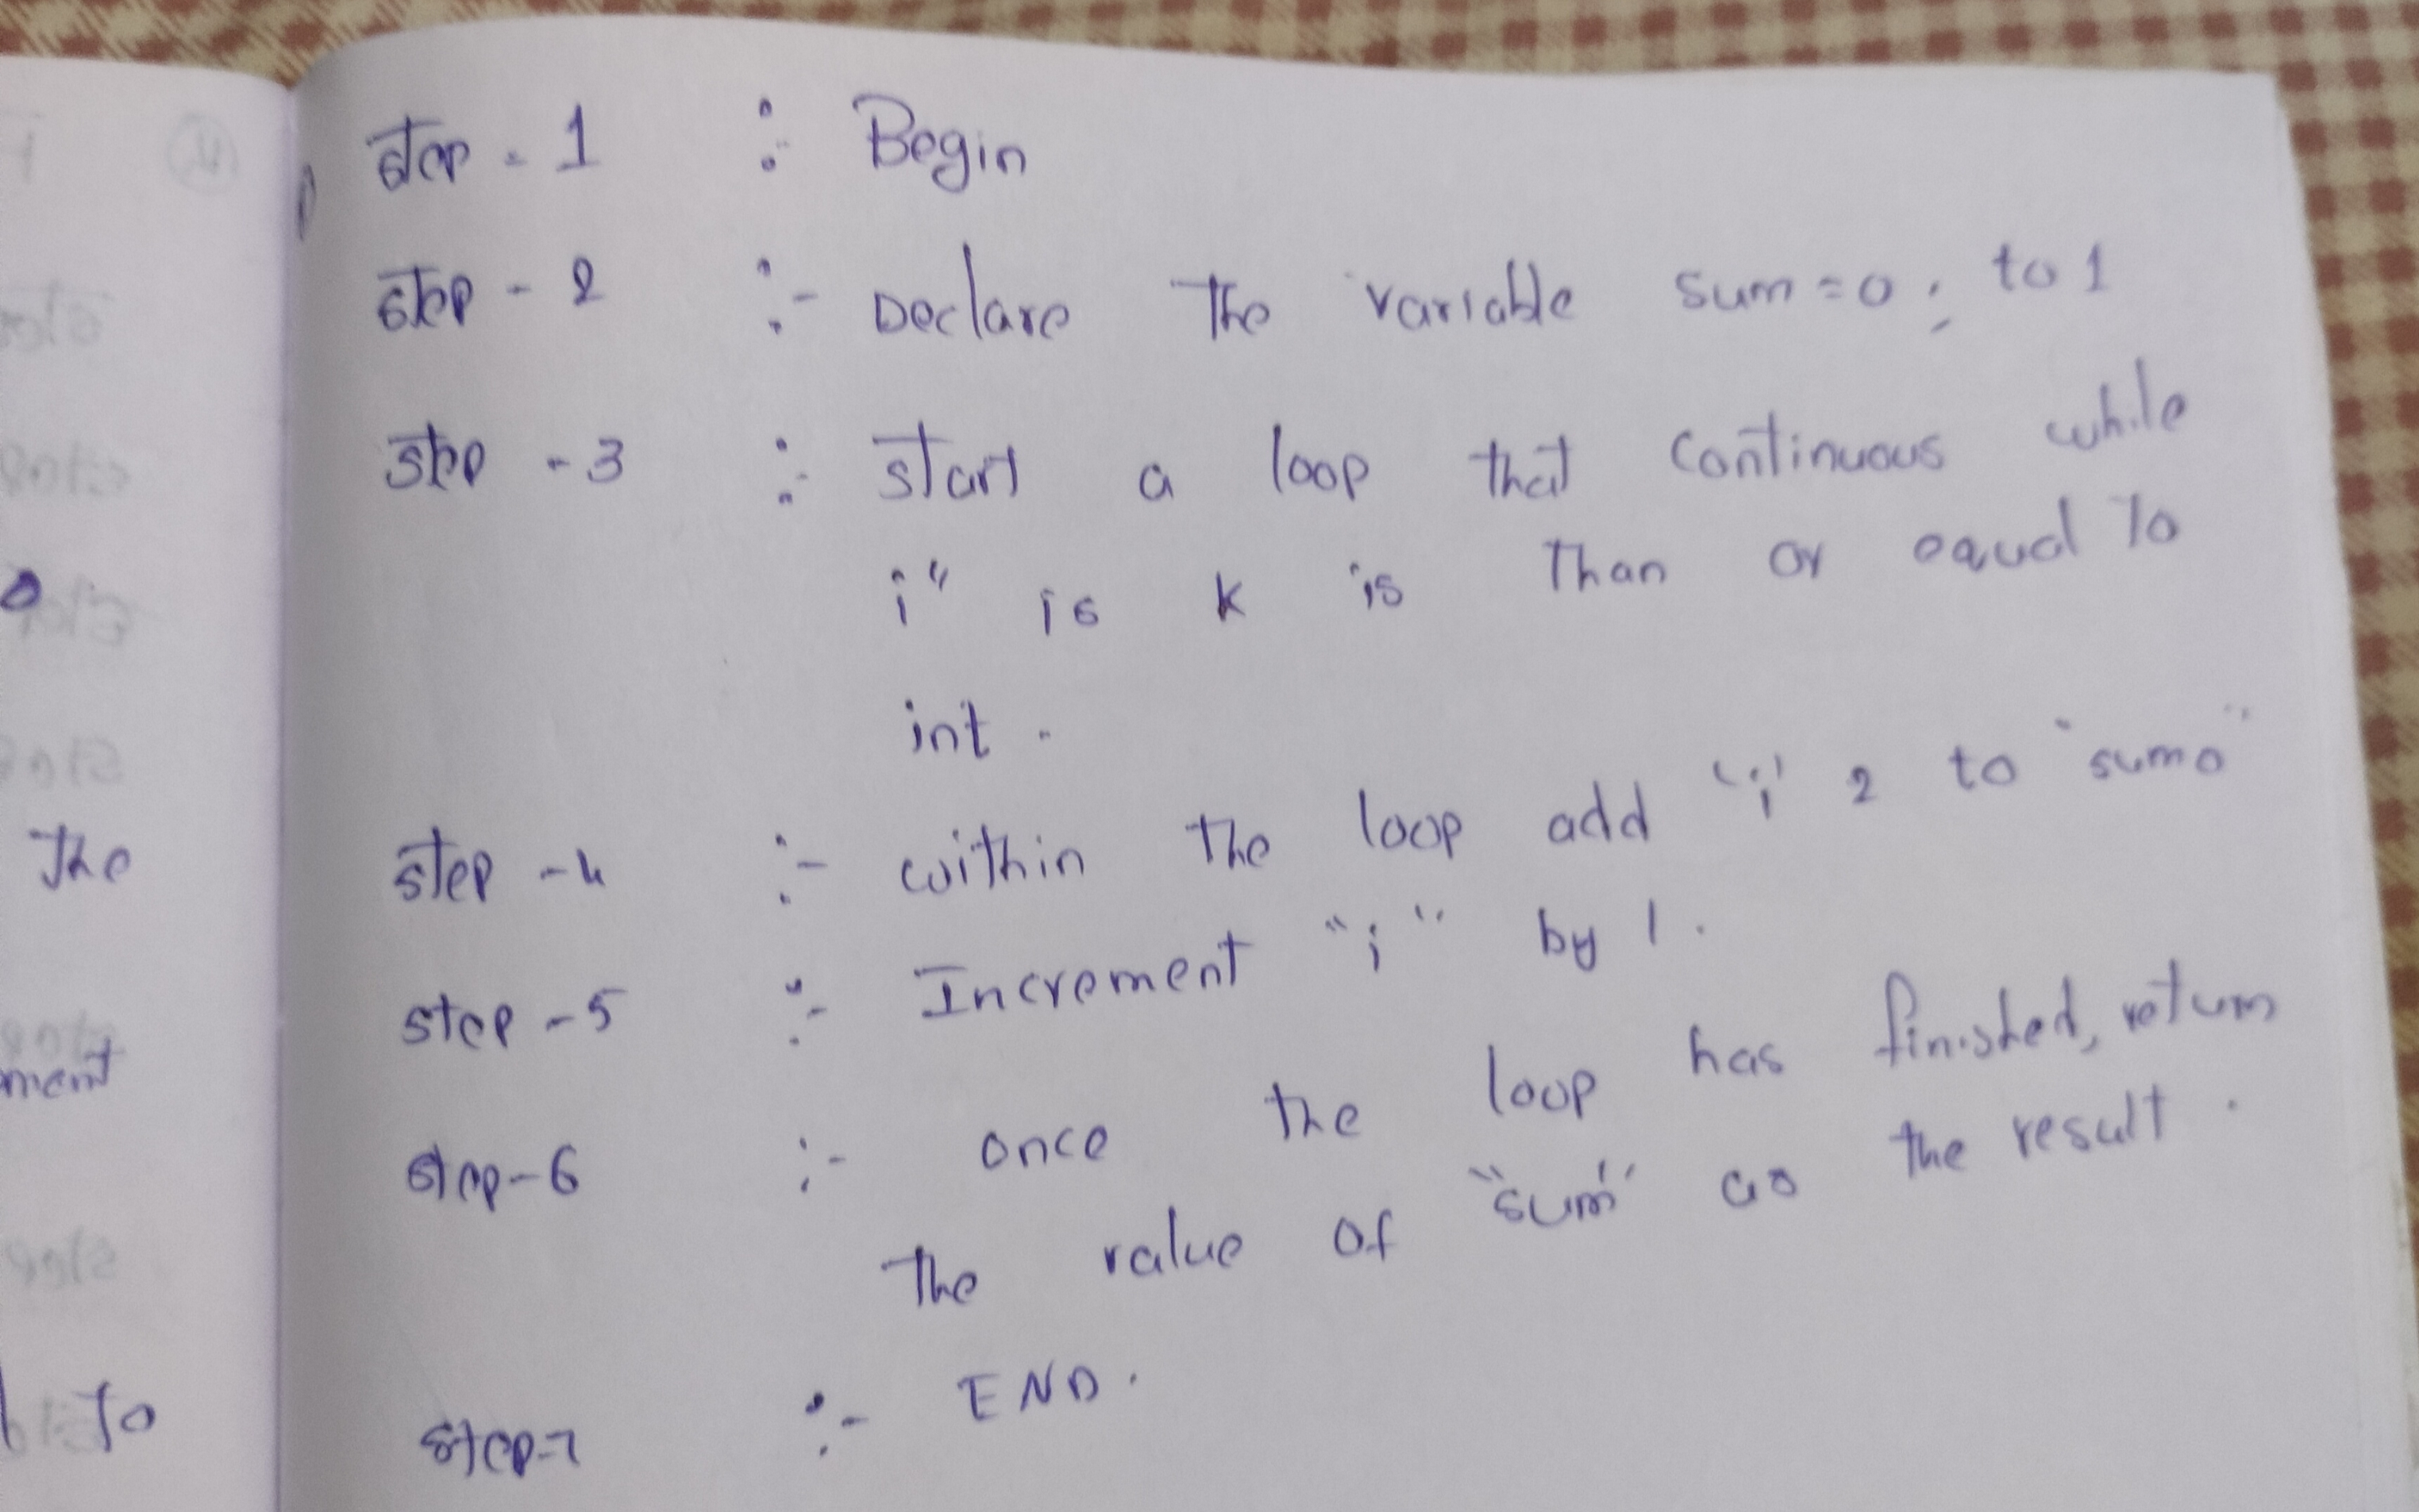 step - 1 :- Begin
step - 2 :- Declare The variable sum = 0; to 1
step - 3 :- start a loop that continuous while
i" is k is Than or equal To
int .
The
step - 4 :- within The loop add 'i' 2 to "sumo"
step - 5 :- Increment "i" by 1.
ment
step - 6 :- once the loop has finished, return
The value of "sum" as the result .
To
step-7 :- END .